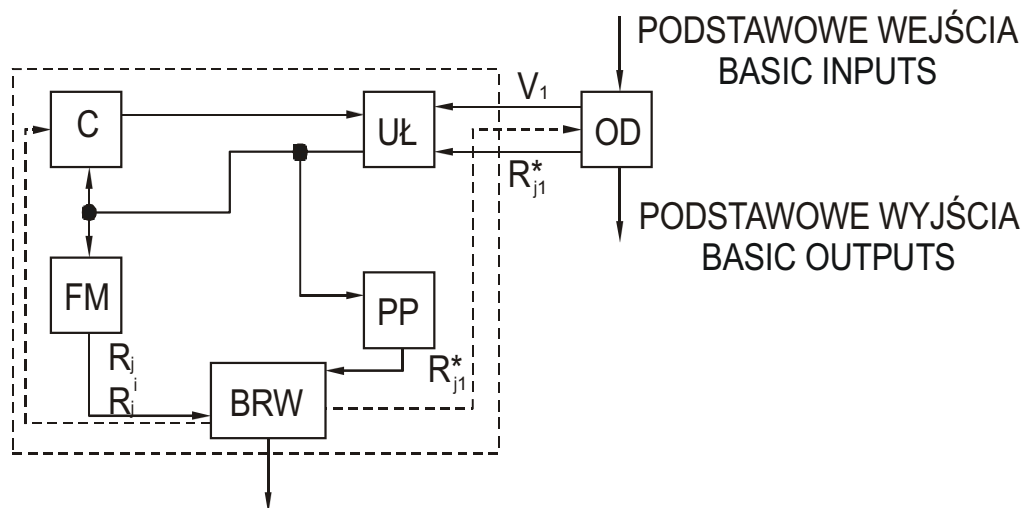 PODSTAWOWE WEJŚCIA
BASIC INPUTS
V₁
C
UŁ
OD
R*j1
PODSTAWOWE WYJŚCIA
BASIC OUTPUTS
FM
PP
Rj
R*j1
Rji
BRW